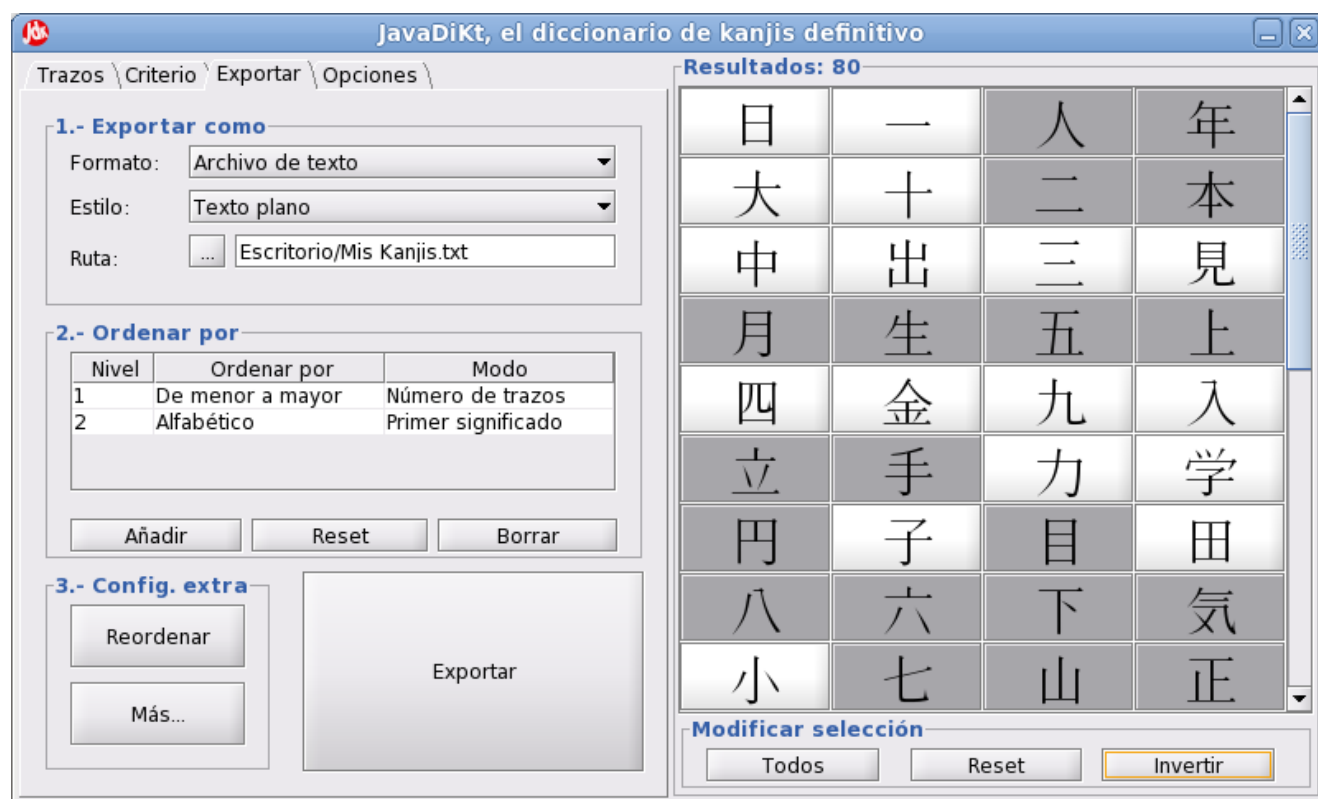 JavaDiKt, el diccionario de kanjis definitivo
Trazos Criterio Exportar Opciones
1.- Exportar como
Formato: Archivo de texto
Estilo: Texto plano
Ruta: ... Escritorio/Mis Kanjis.txt
2.- Ordenar por
Nivel Ordenar por Modo
1 De menor a mayor Número de trazos
2 Alfabético Primer significado
Añadir Reset Borrar
3.- Config. extra
Reordenar
Más...
Exportar
Resultados: 80
日 一 人 年
大 十 二 本
中 出 三 見
月 生 五 上
四 金 九 入
立 手 力 学
円 子 目 田
八 六 下 気
小 七 山 正
Modificar selección
Todos Reset Invertir